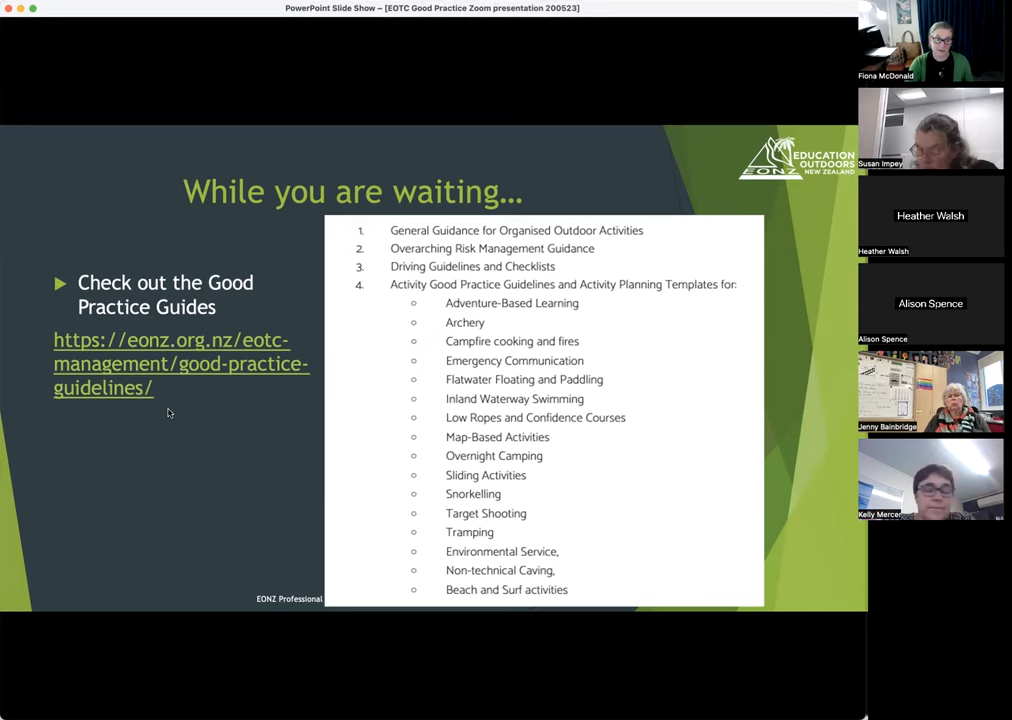 PowerPoint Slide Show – [EOTC Good Practice Zoom presentation 200523]
EONZ
EDUCATION
OUTDOORS
NEW ZEALAND
While you are waiting...
Check out the Good
Practice Guides
https://eonz.org.nz/eotc-
management/good-practice-
guidelines/
1. General Guidance for Organised Outdoor Activities
2. Overarching Risk Management Guidance
3. Driving Guidelines and Checklists
4. Activity Good Practice Guidelines and Activity Planning Templates for:
Adventure-Based Learning
Archery
Campfire cooking and fires
Emergency Communication
Flatwater Floating and Paddling
Inland Waterway Swimming
Low Ropes and Confidence Courses
Map-Based Activities
Overnight Camping
Sliding Activities
Snorkelling
Target Shooting
Tramping
Environmental Service,
Non-technical Caving,
Beach and Surf activities
EONZ Professional
Fiona McDonald
Susan Impey
Heather Walsh
Heather Walsh
Alison Spence
Alison Spence
Jenny Bainbridge
Kelly Mercer